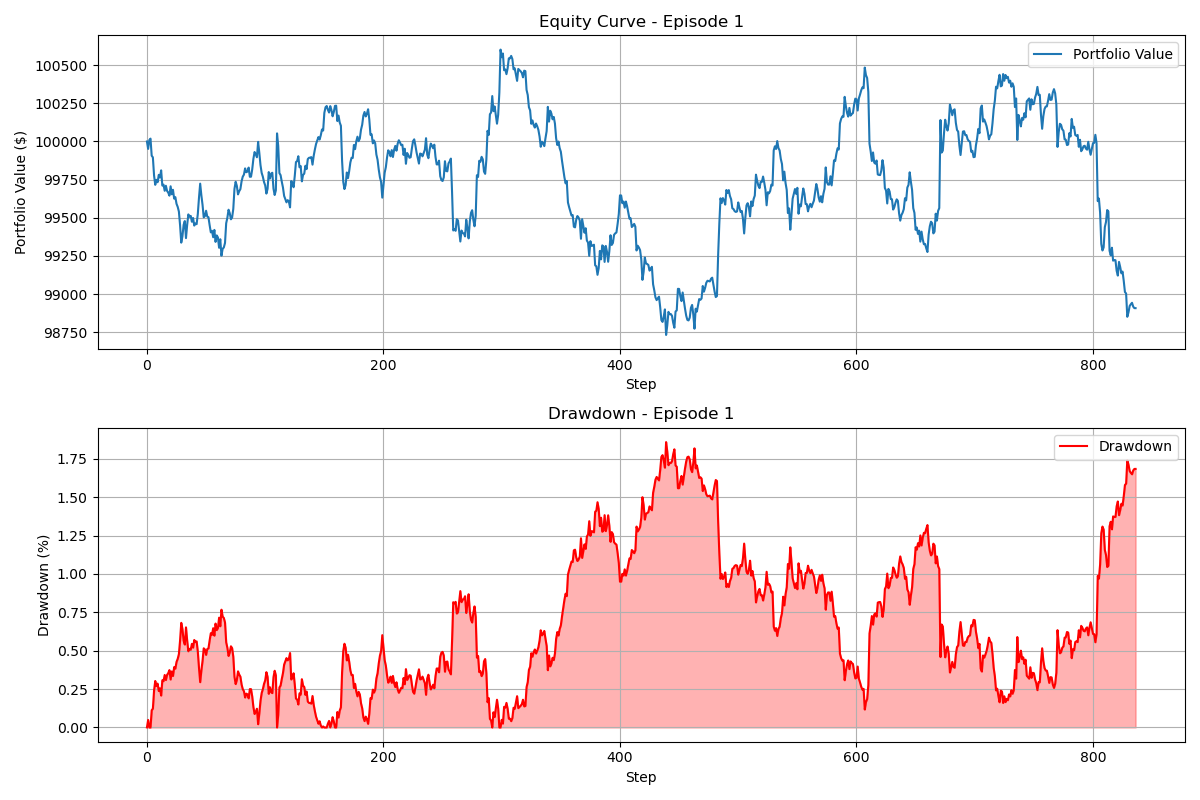 Equity Curve - Episode 1
Portfolio Value
Portfolio Value ($)
100500
100250
100000
99750
99500
99250
99000
98750
0 200 400 600 800
Step
Drawdown - Episode 1
Drawdown
Drawdown (%)
1.75
1.50
1.25
1.00
0.75
0.50
0.25
0.00
0 200 400 600 800
Step